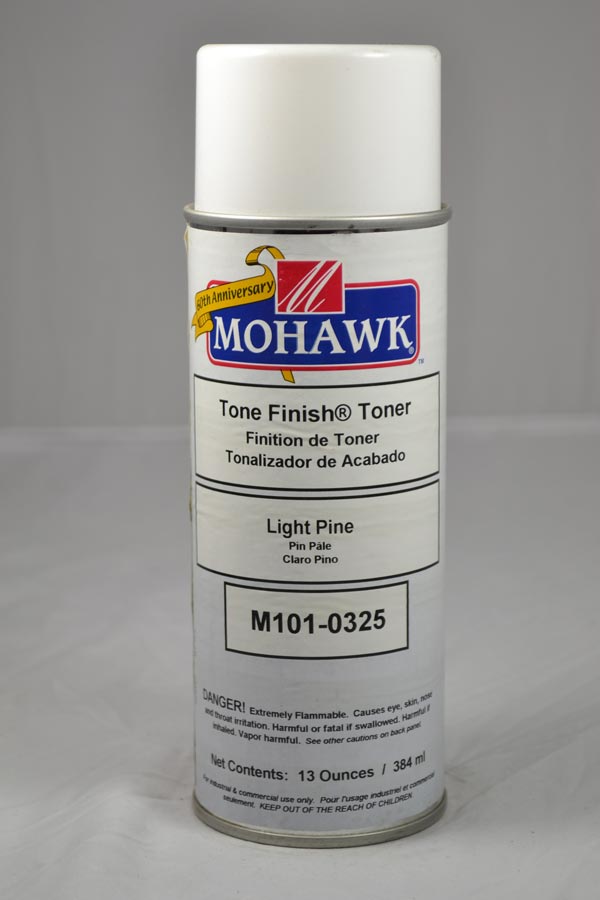 60th Anniversary
MOHAWK®
™
Tone Finish® Toner
Finition de Toner
Tonalizador de Acabado
Light Pine
Pin Pâle
Claro Pino
M101-0325
DANGER! Extremely Flammable. Causes eye, skin, nose
and throat irritation. Harmful or fatal if swallowed. Harmful if
inhaled. Vapor harmful. See other cautions on back panel.
Net Contents: 13 Ounces / 384 ml
For industrial & commercial use only. Pour l'usage industriel et commercial
seulement. KEEP OUT OF THE REACH OF CHILDREN.